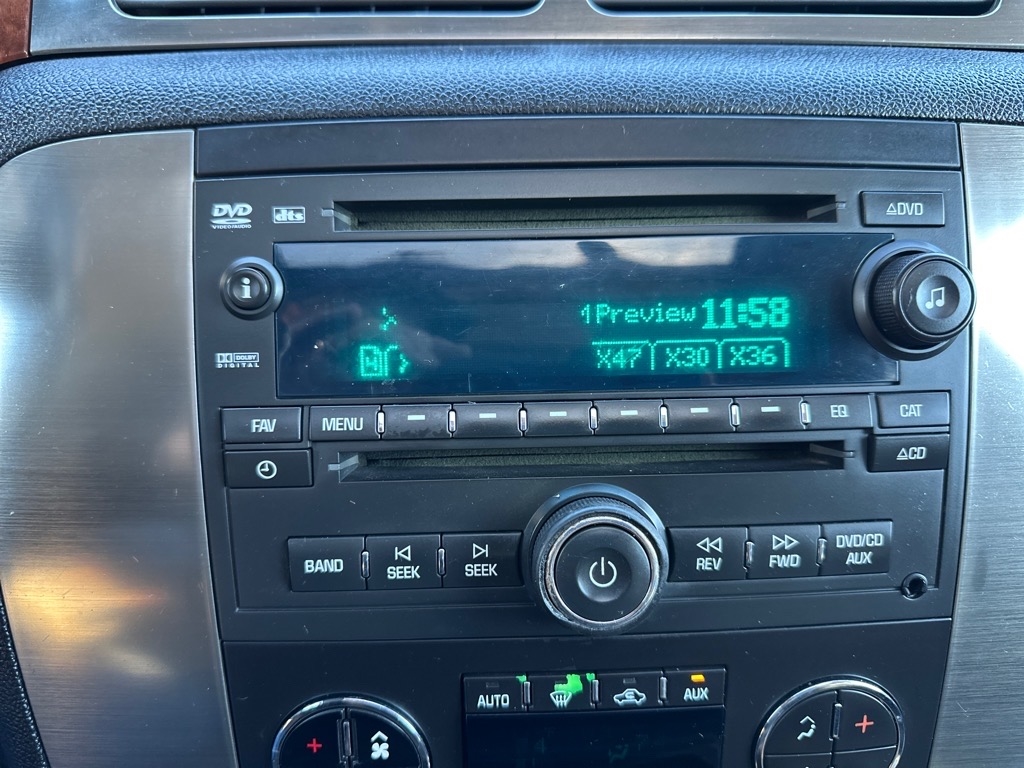 DVD
VIDEO/AUDIO
dts
DVD
i
1 Preview 11:58
DOLBY
DIGITAL
X47 X30 X36
FAV MENU EQ CAT
CD
BAND SEEK SEEK REV FWD DVD/CD
AUX
AUTO AUX